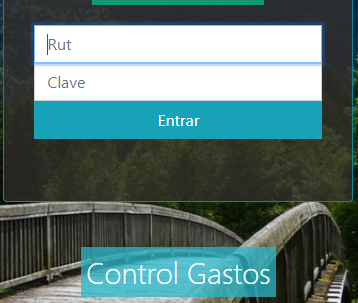 Rut
Clave
Entrar
Control Gastos